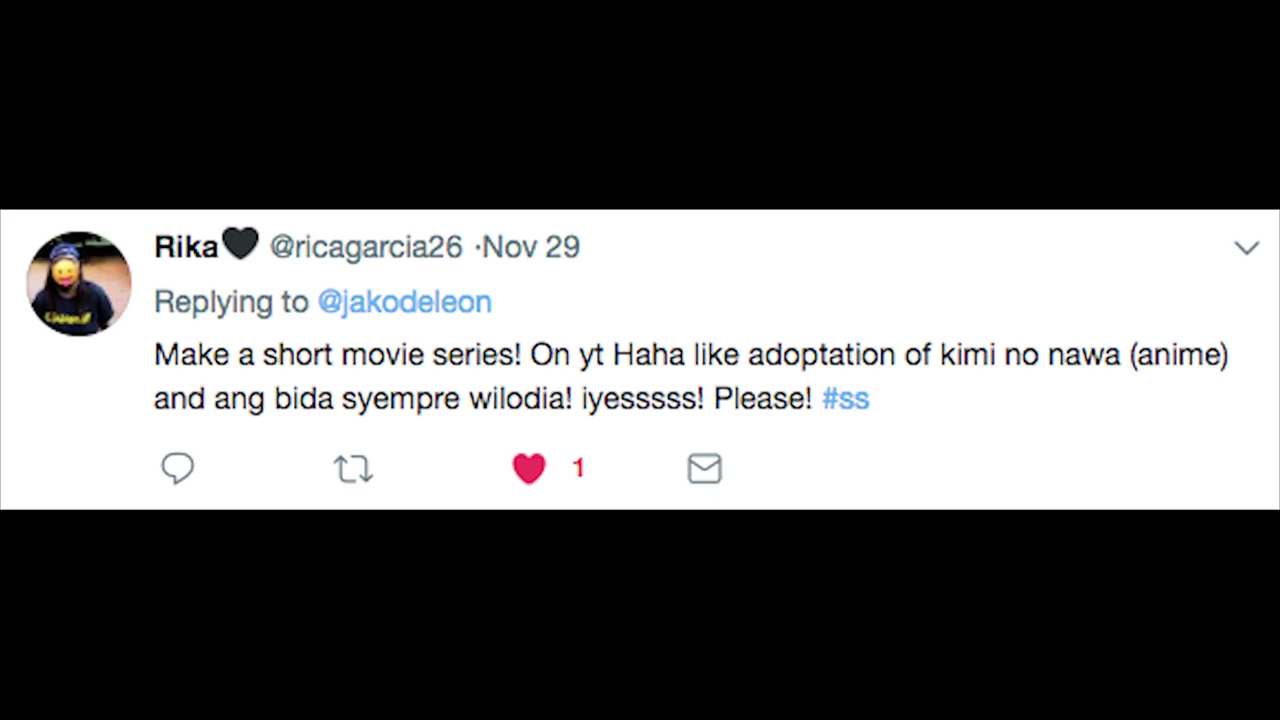 Rika🖤 @ricagarcia26 ·Nov 29
Replying to @jakodeleon
Make a short movie series! On yt Haha like adoptation of kimi no nawa (anime)
and ang bida syempre wilodia! iyesssss! Please! #ss
1